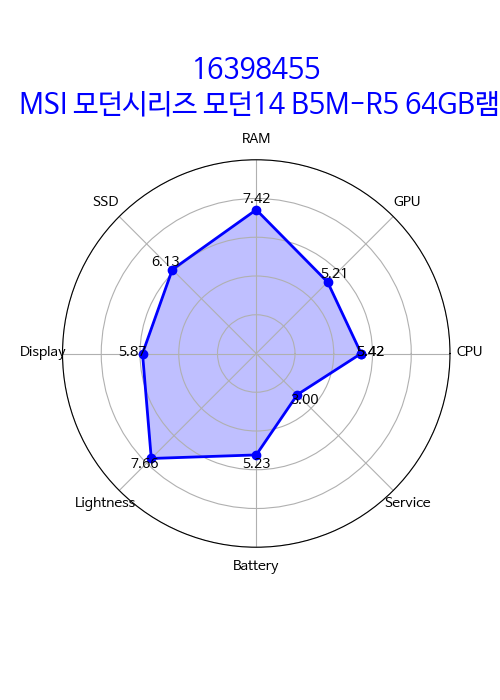 16398455
MSI 모던시리즈 모던14 B5M-R5 64GB램
RAM
SSD
GPU
7.42
6.13
5.21
Display
5.87
5.42
CPU
3.00
7.66
5.23
Lightness
Service
Battery